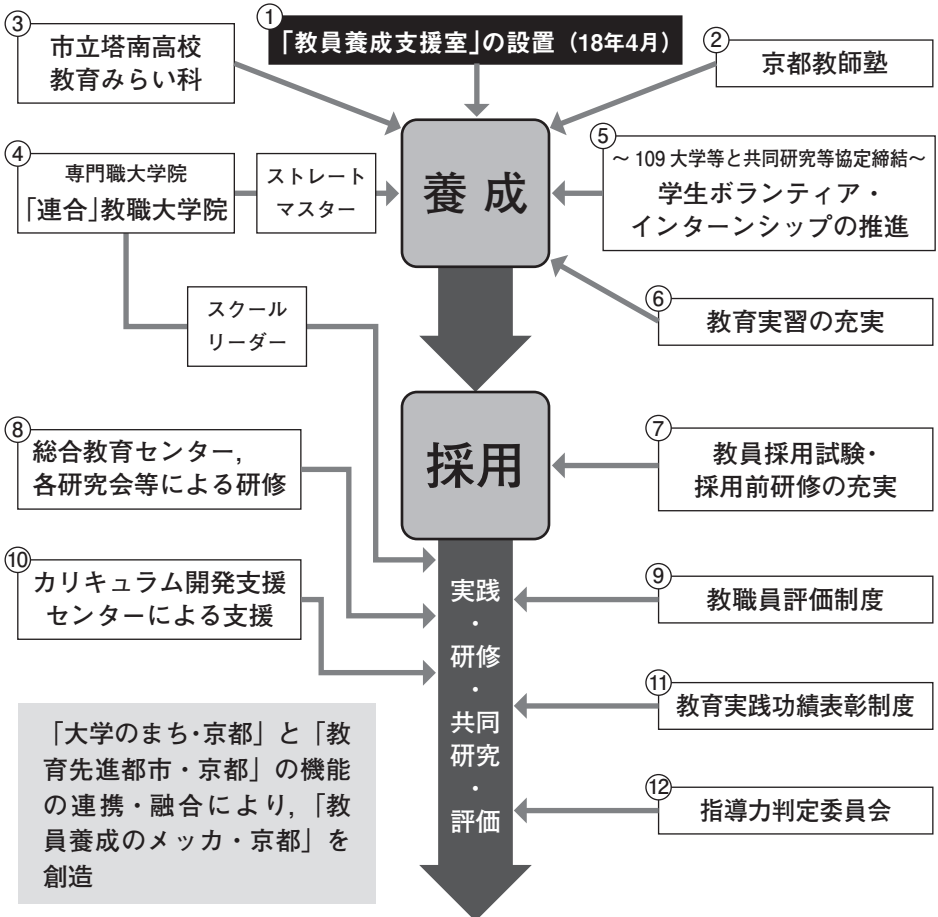 ①
「教員養成支援室」の設置（18年4月）
③
市立塔南高校
教育みらい科
②
京都教師塾
④
専門職大学院
「連合」教職大学院
ストレート
マスター
養成
⑤
～109大学等と共同研究等協定締結～
学生ボランティア・
インターンシップの推進
スクール
リーダー
⑥
教育実習の充実
採用
⑦
教員採用試験・
採用前研修の充実
⑧
総合教育センター,
各研究会等による研修
⑩
カリキュラム開発支援
センターによる支援
実践
・
研修
・
共同
研究
・
評価
⑨
教職員評価制度
⑪
教育実践功績表彰制度
⑫
指導力判定委員会
「大学のまち・京都」と「教
育先進都市・京都」の機能
の連携・融合により,「教
員養成のメッカ・京都」を
創造